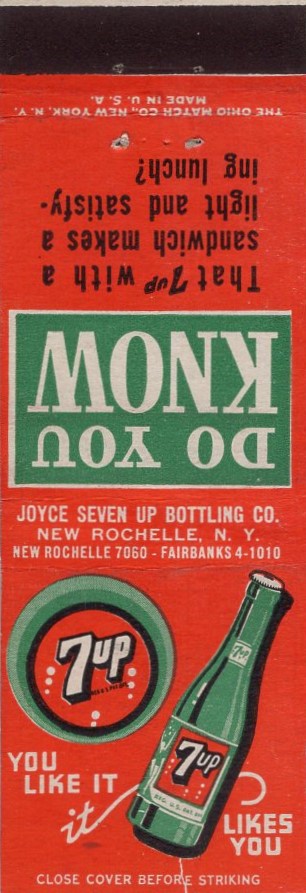 THE OHIO MATCH CO., NEW YORK, N. Y.
MADE IN U. S. A.
DO YOU
KNOW
That 7up with a
sandwich makes a
light and satisfy-
ing lunch?
JOYCE SEVEN UP BOTTLING CO.
NEW ROCHELLE, N. Y.
NEW ROCHELLE 7060 - FAIRBANKS 4-1010
7up
7up
7up
YOU
LIKE IT
it
LIKES
YOU
CLOSE COVER BEFORE STRIKING